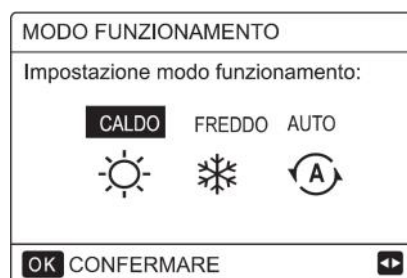 MODO FUNZIONAMENTO
Impostazione modo funzionamento:
CALDO FREDDO AUTO
A
OK CONFERMARE